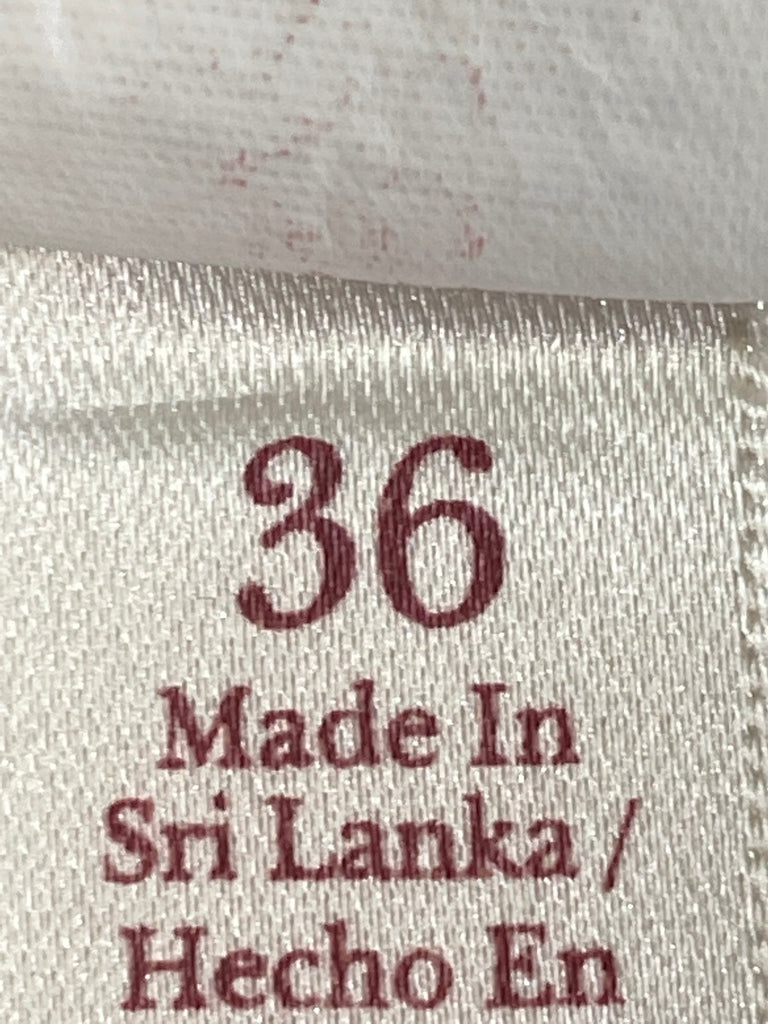 36
Made In
Sri Lanka /
Hecho En